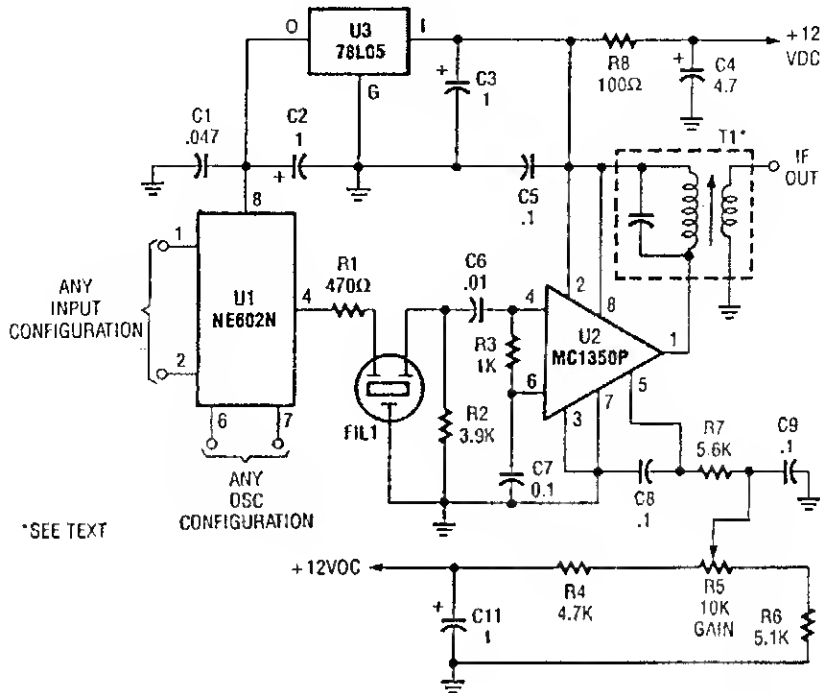 O
U3
78L05
I
G
+12
VDC
R8
100Ω
C4
4.7
+
C3
1
+
C1
.047
C2
1
+
C5
.1
T1*
IF
OUT
8
1
2
ANY
INPUT
CONFIGURATION
U1
NE602N
4
6
7
ANY
OSC
CONFIGURATION
R1
470Ω
FIL1
C6
.01
R3
1K
R2
3.9K
C7
0.1
4
6
2
8
U2
MC1350P
1
5
3
7
R7
5.6K
C9
.1
C8
.1
*SEE TEXT
+12VOC
R4
4.7K
R5
10K
GAIN
R6
5.1K
+
C11
1